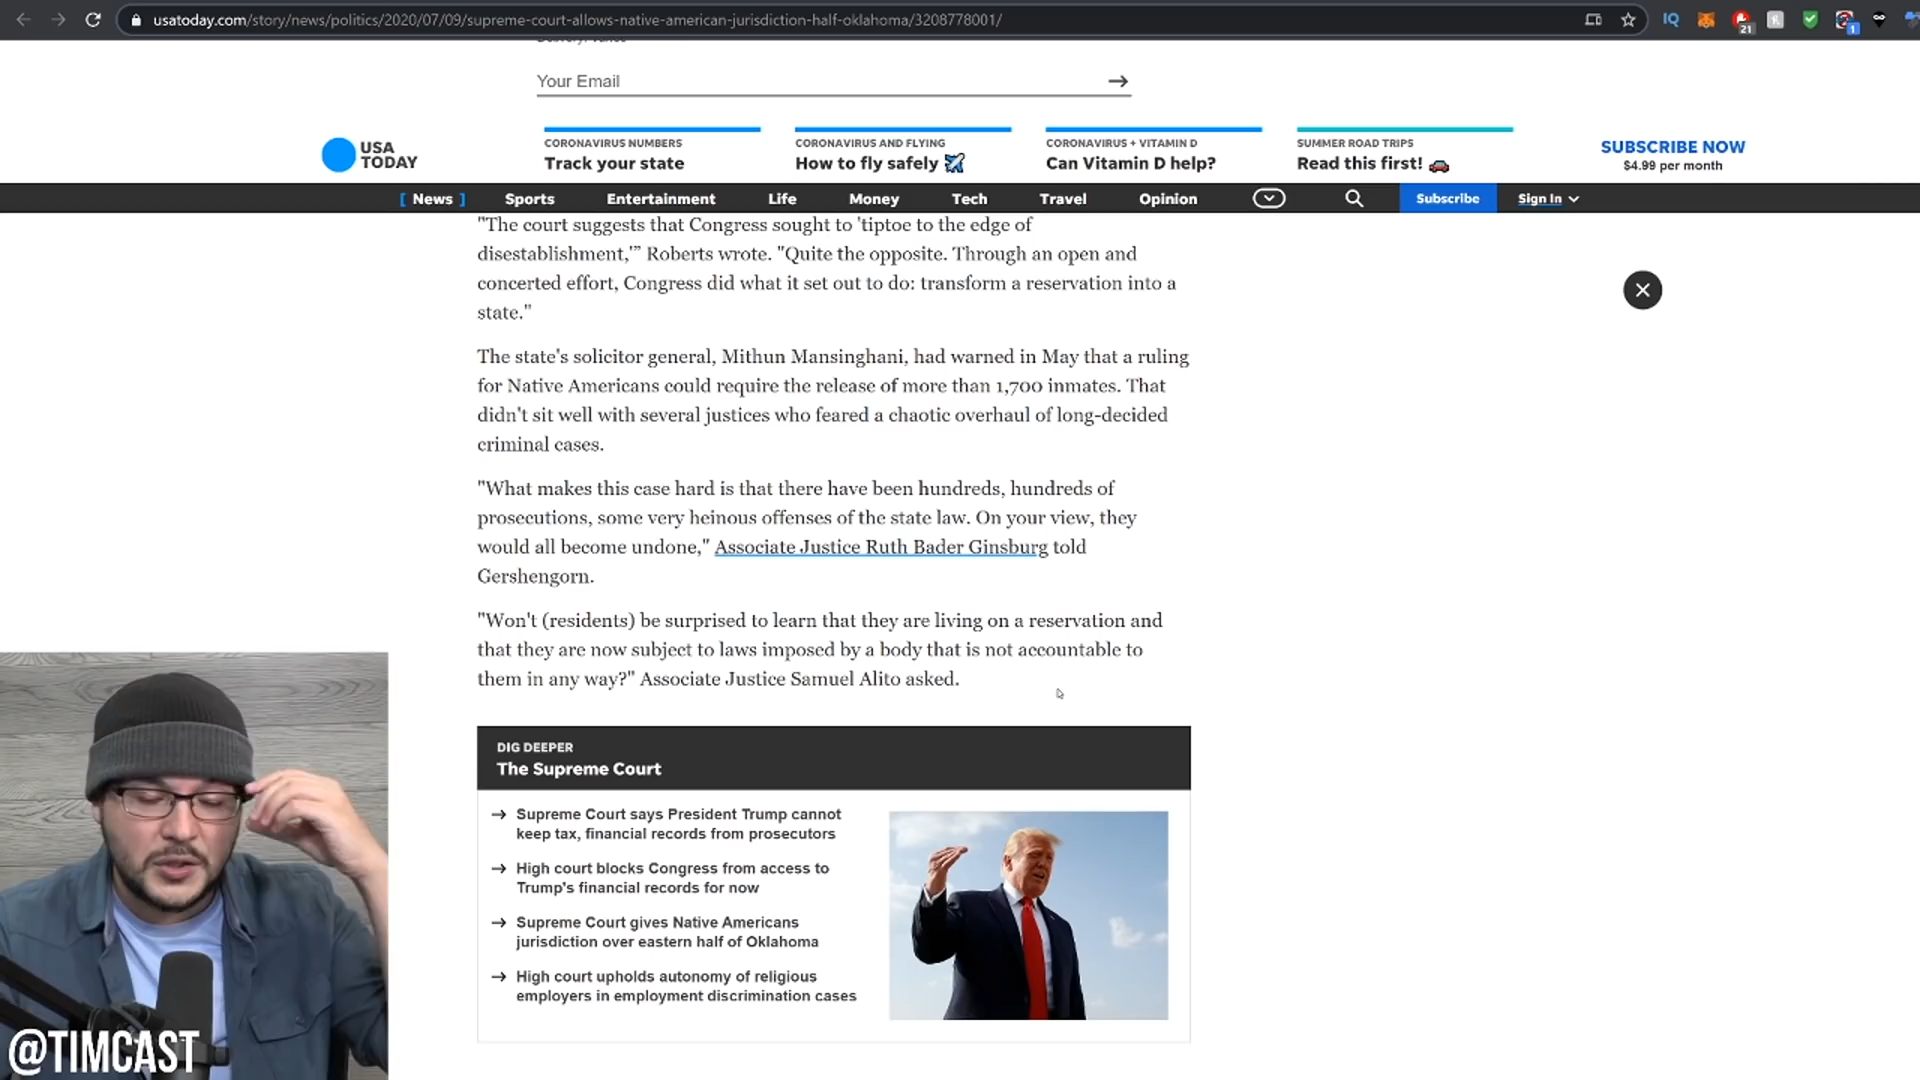 usatoday.com/story/news/politics/2020/07/09/supreme-court-allows-native-american-jurisdiction-half-oklahoma/3208778001/
IQ
21
1
Your Email
USA
TODAY
CORONAVIRUS NUMBERS
Track your state
CORONAVIRUS AND FLYING
How to fly safely
CORONAVIRUS + VITAMIN D
Can Vitamin D help?
SUMMER ROAD TRIPS
Read this first!
SUBSCRIBE NOW
$4.99 per month
[ News ] Sports Entertainment Life Money Tech Travel Opinion Subscribe Sign In
"The court suggests that Congress sought to 'tiptoe to the edge of
disestablishment,'” Roberts wrote. "Quite the opposite. Through an open and
concerted effort, Congress did what it set out to do: transform a reservation into a
state."
The state's solicitor general, Mithun Mansinghani, had warned in May that a ruling
for Native Americans could require the release of more than 1,700 inmates. That
didn't sit well with several justices who feared a chaotic overhaul of long-decided
criminal cases.
"What makes this case hard is that there have been hundreds, hundreds of
prosecutions, some very heinous offenses of the state law. On your view, they
would all become undone," Associate Justice Ruth Bader Ginsburg told
Gershengorn.
"Won't (residents) be surprised to learn that they are living on a reservation and
that they are now subject to laws imposed by a body that is not accountable to
them in any way?" Associate Justice Samuel Alito asked.
DIG DEEPER
The Supreme Court
Supreme Court says President Trump cannot
keep tax, financial records from prosecutors
High court blocks Congress from access to
Trump's financial records for now
Supreme Court gives Native Americans
jurisdiction over eastern half of Oklahoma
High court upholds autonomy of religious
employers in employment discrimination cases
@TIMCAST